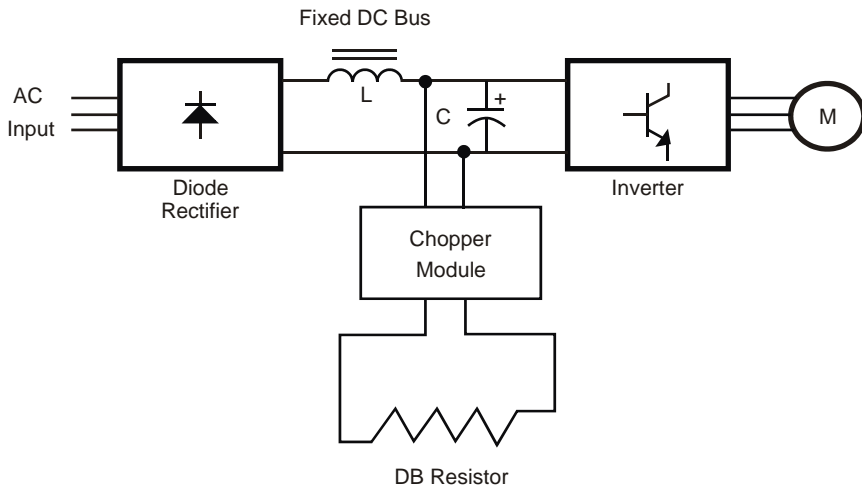 Fixed DC Bus
AC
Input
L
C
+
M
Diode
Rectifier
Inverter
Chopper
Module
DB Resistor